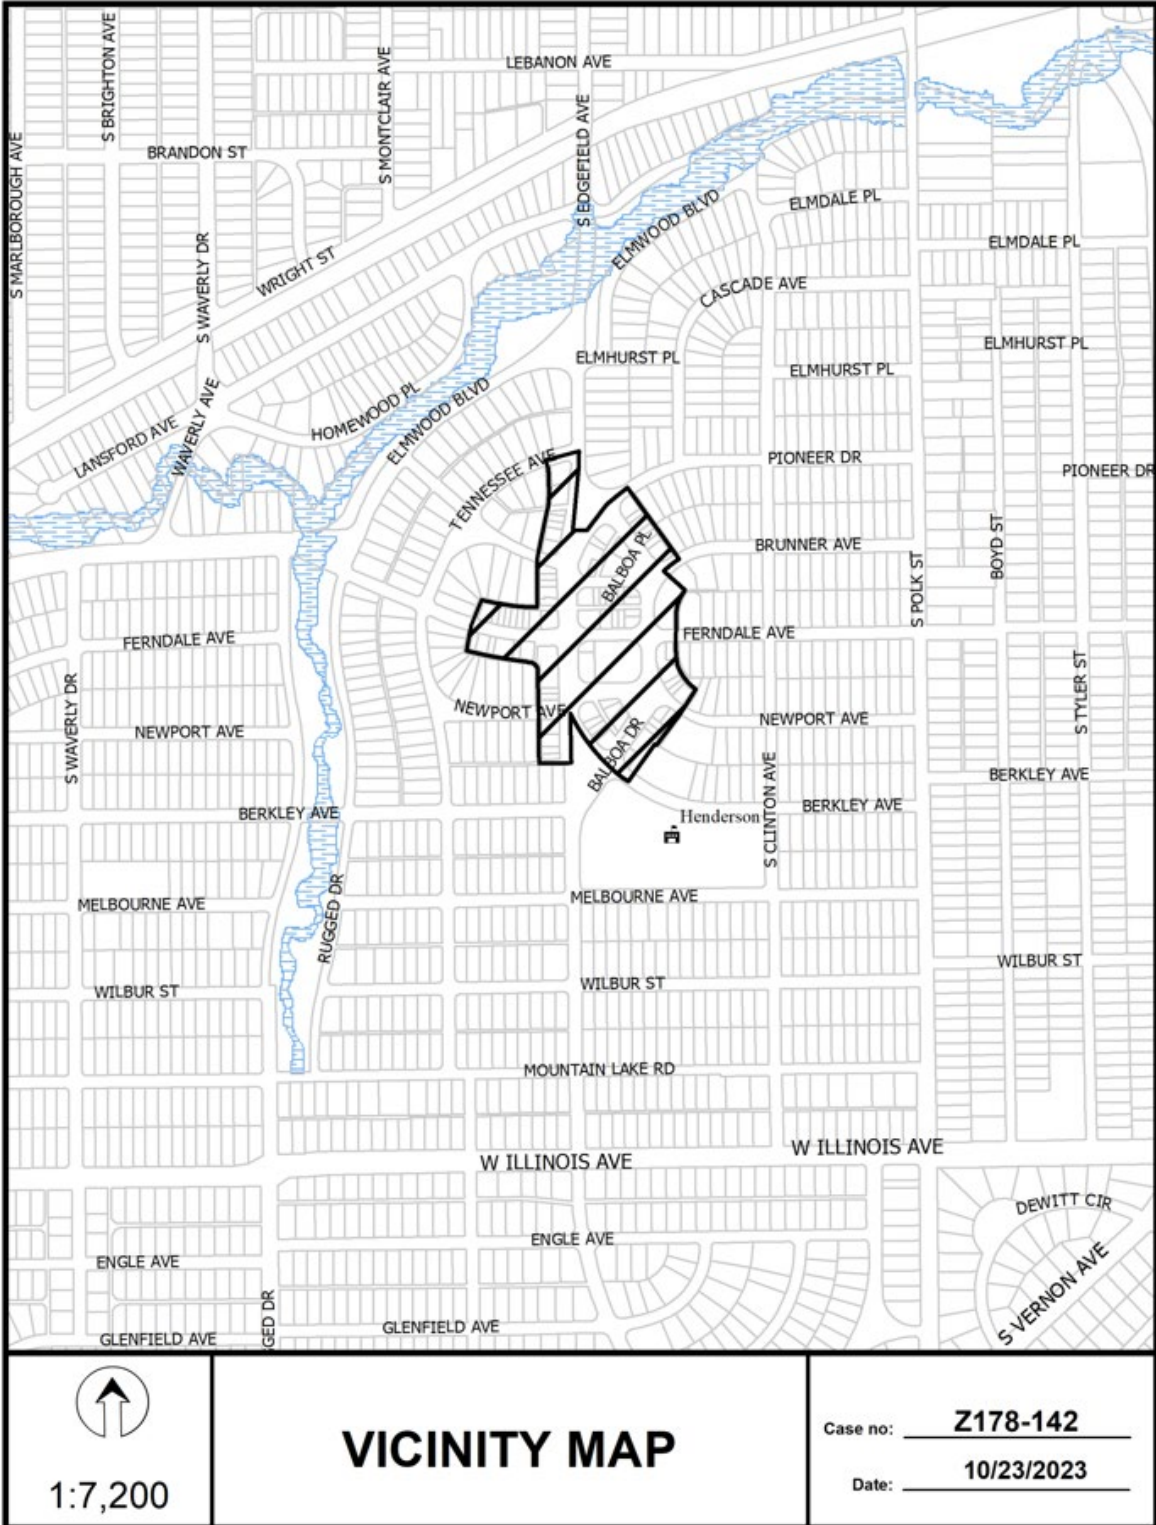 LEBANON AVE
S BRIGHTON AVE
S MONTCLAIR AVE
S EDGEFIELD AVE
S MARLBOROUGH AVE
BRANDON ST
ELMDALE PL
ELMWOOD BLVD
ELMDALE PL
S WAVERLY DR
WRIGHT ST
CASCADE AVE
ELMHURST PL
ELMHURST PL
ELMHURST PL
HOMEWOOD PL
ELMWOOD BLVD
LANSFORD AVE
WAVERLY AVE
TENNESSEE AVE
PIONEER DR
PIONEER DR
BRUNNER AVE
BOYD ST
BALBOA PL
S POLK ST
FERNDALE AVE
FERNDALE AVE
S TYLER ST
S WAVERLY DR
NEWPORT AVE
NEWPORT AVE
NEWPORT AVE
BALBOA DR
BERKLEY AVE
S CLINTON AVE
BERKLEY AVE
BERKLEY AVE
Henderson
MELBOURNE AVE
MELBOURNE AVE
RUGGED DR
WILBUR ST
WILBUR ST
WILBUR ST
MOUNTAIN LAKE RD
W ILLINOIS AVE
W ILLINOIS AVE
DEWITT CIR
ENGLE AVE
ENGLE AVE
S VERNON AVE
GED DR
GLENFIELD AVE
GLENFIELD AVE
1:7,200
VICINITY MAP
Case no: Z178-142
Date: 10/23/2023